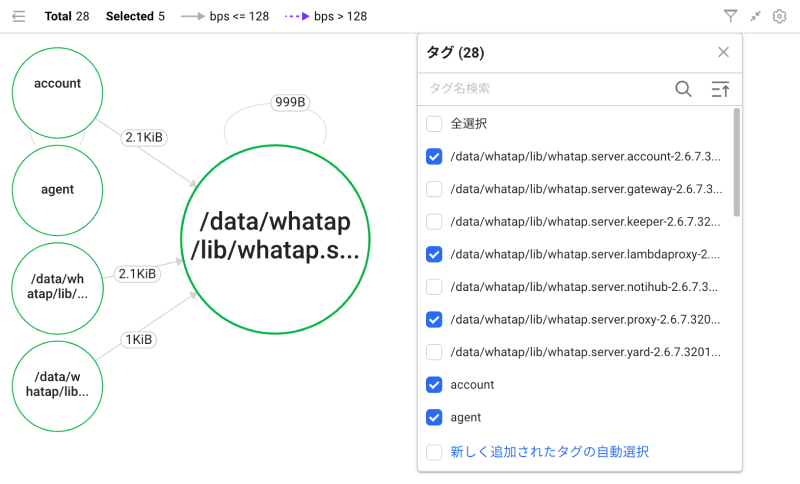 Total 28 Selected 5 bps <= 128 bps > 128
account
agent
/data/wh
atap/lib/...
/data/w
hatap/lib...
2.1KiB
2.1KiB
1KiB
999B
/data/whatap
/lib/whatap.s...
タグ (28)
タグ名検索
全選択
/data/whatap/lib/whatap.server.account-2.6.7.3...
/data/whatap/lib/whatap.server.gateway-2.6.7.3...
/data/whatap/lib/whatap.server.keeper-2.6.7.32...
/data/whatap/lib/whatap.server.lambdaproxy-2....
/data/whatap/lib/whatap.server.notihub-2.6.7.3...
/data/whatap/lib/whatap.server.proxy-2.6.7.320...
/data/whatap/lib/whatap.server.yard-2.6.7.3201...
account
agent
新しく追加されたタグの自動選択